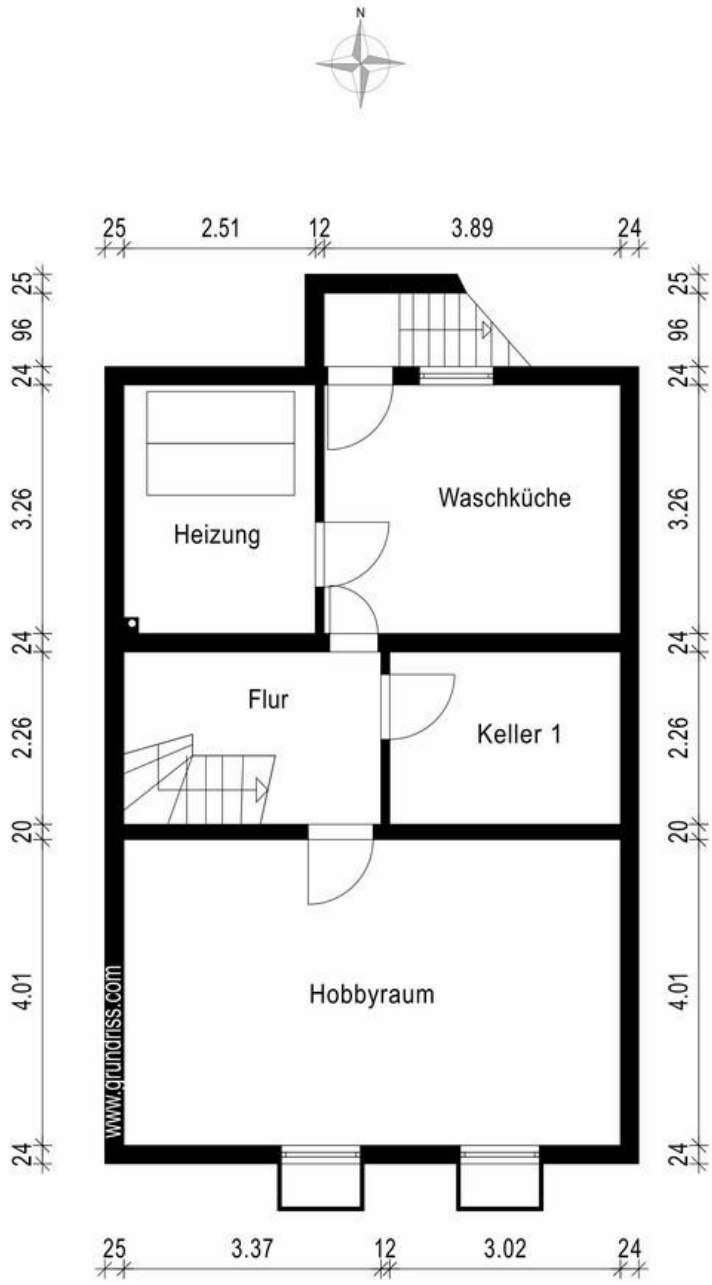 N
25 2.51 12 3.89 24
25 25
96 96
24 24
3.26 Waschküche 3.26
Heizung
24 24
Flur
2.26 Keller 1 2.26
20 20
4.01 Hobbyraum 4.01
www.grundriss.com
24 24
25 3.37 12 3.02 24